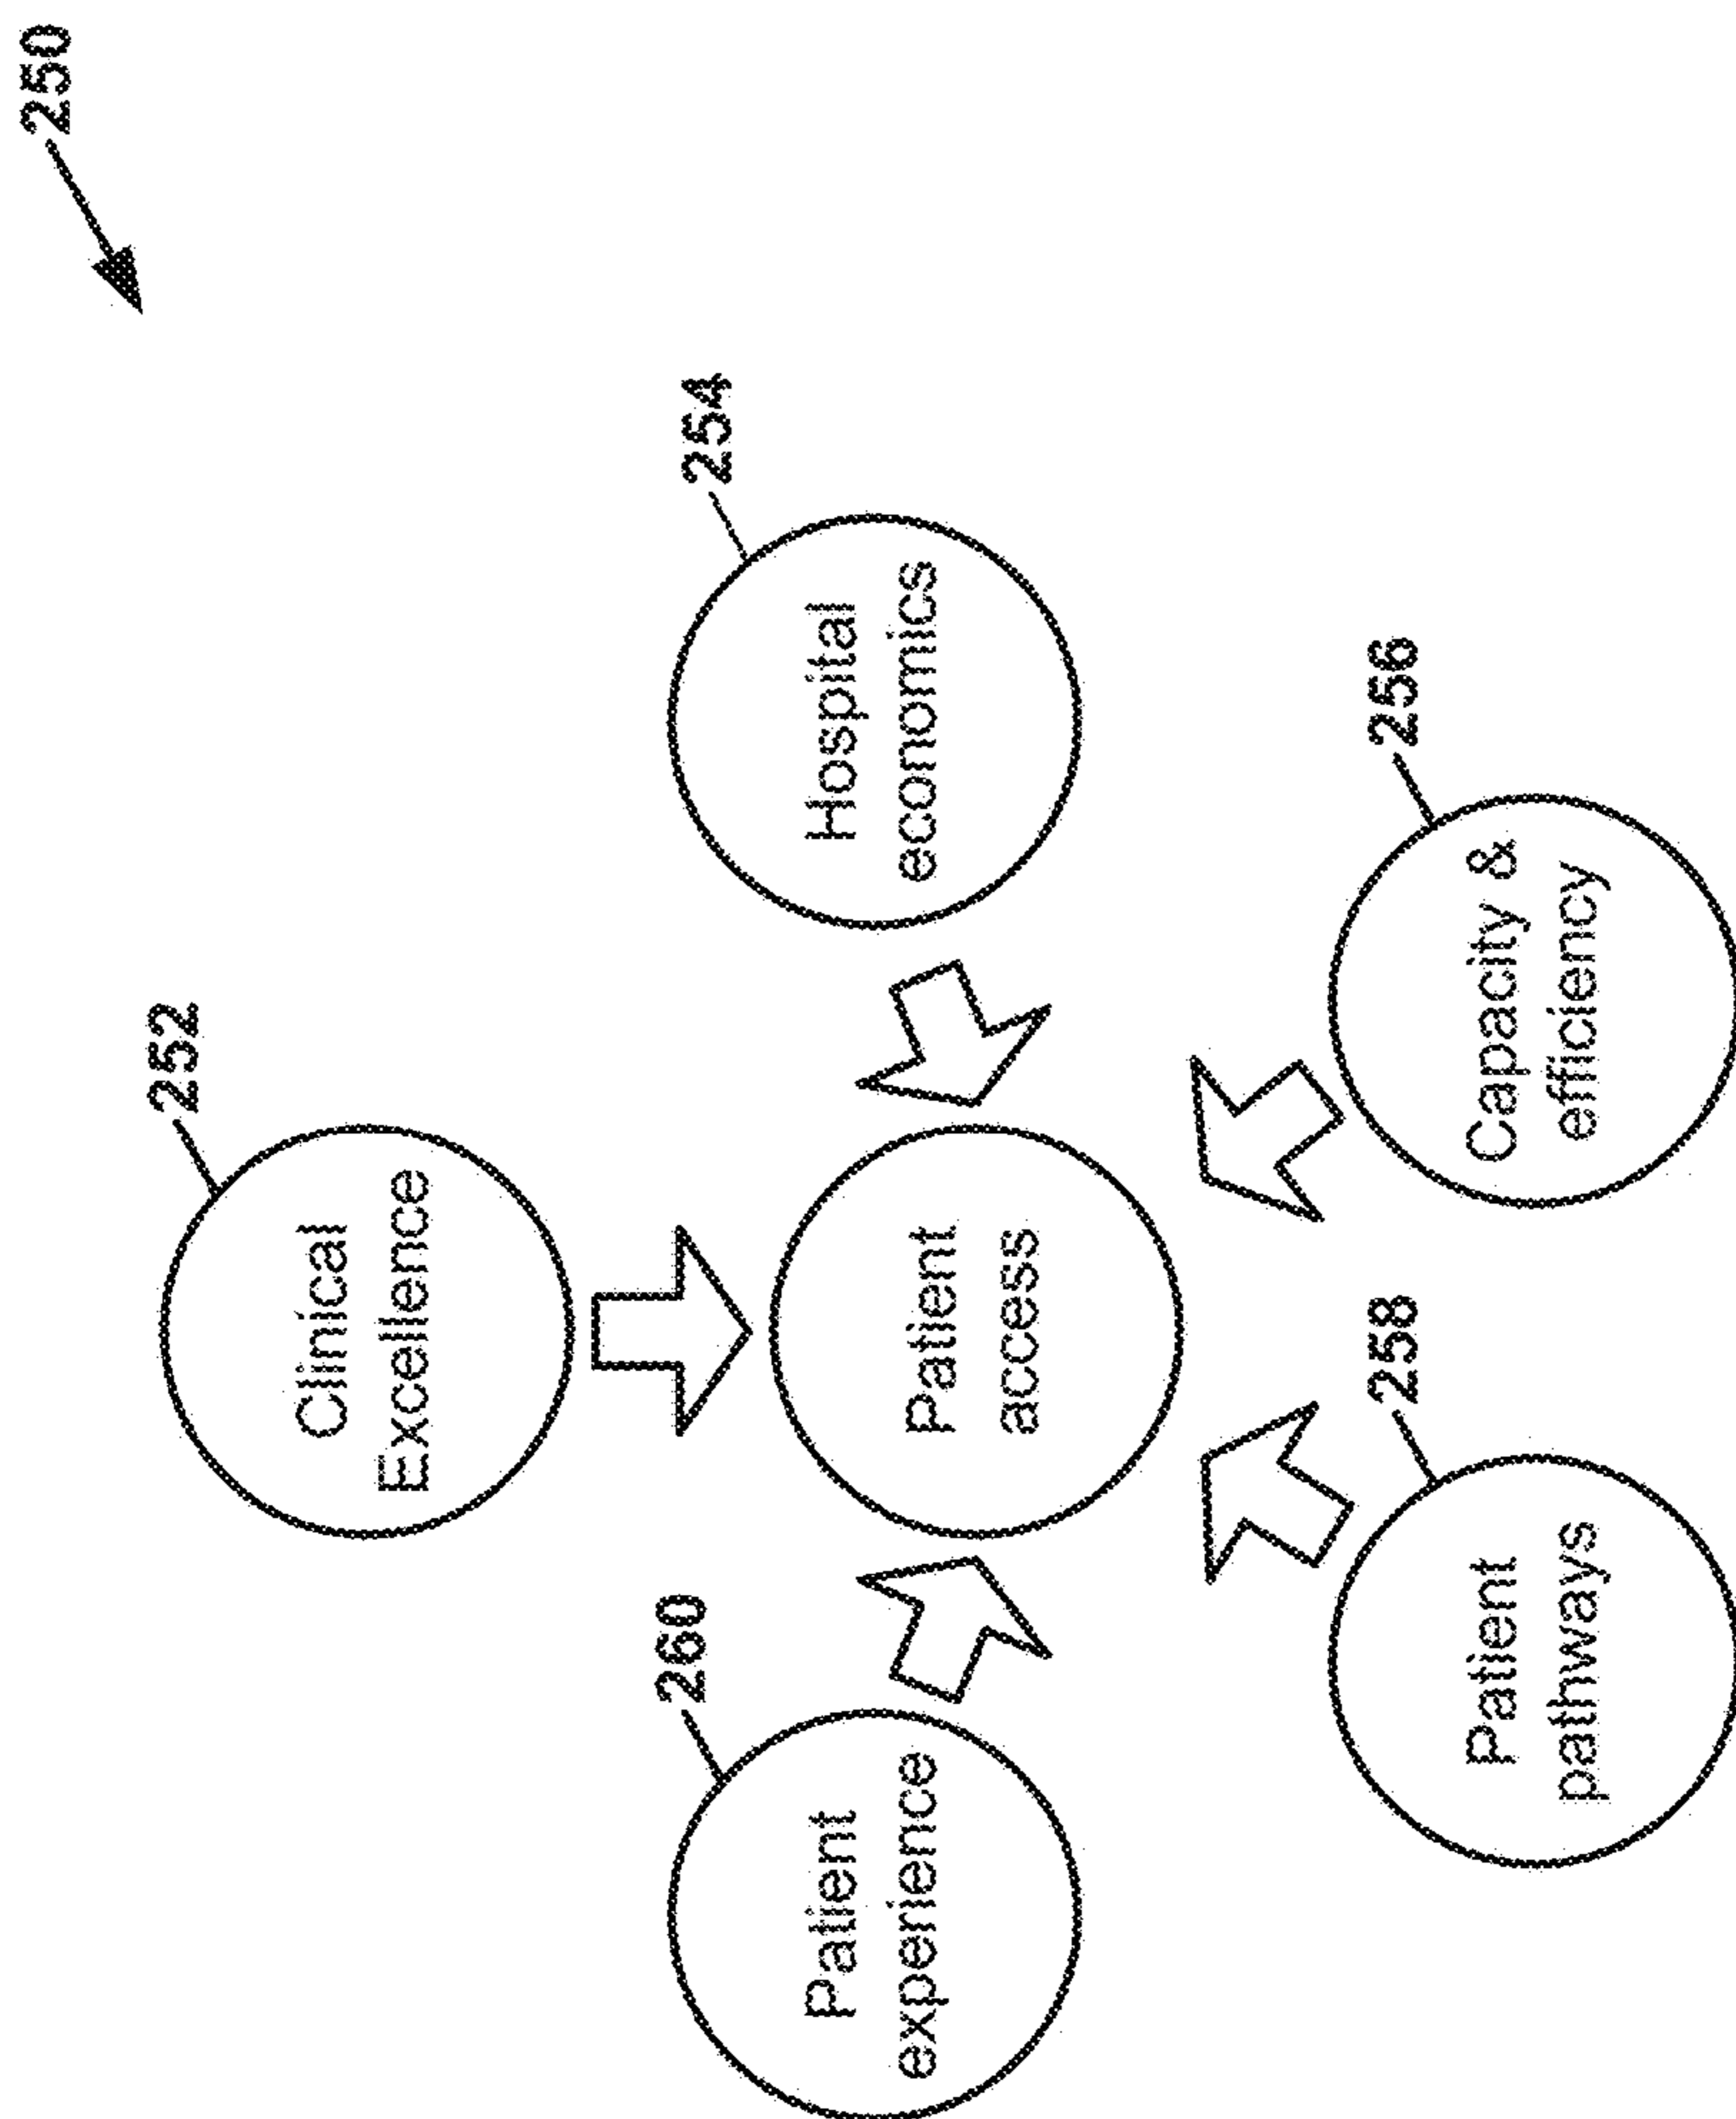 250
252
Clinical
Excellence
254
Hospital
economics
260
Patient
experience
Patient
access
256
Capacity &
efficiency
258
Patient
pathways